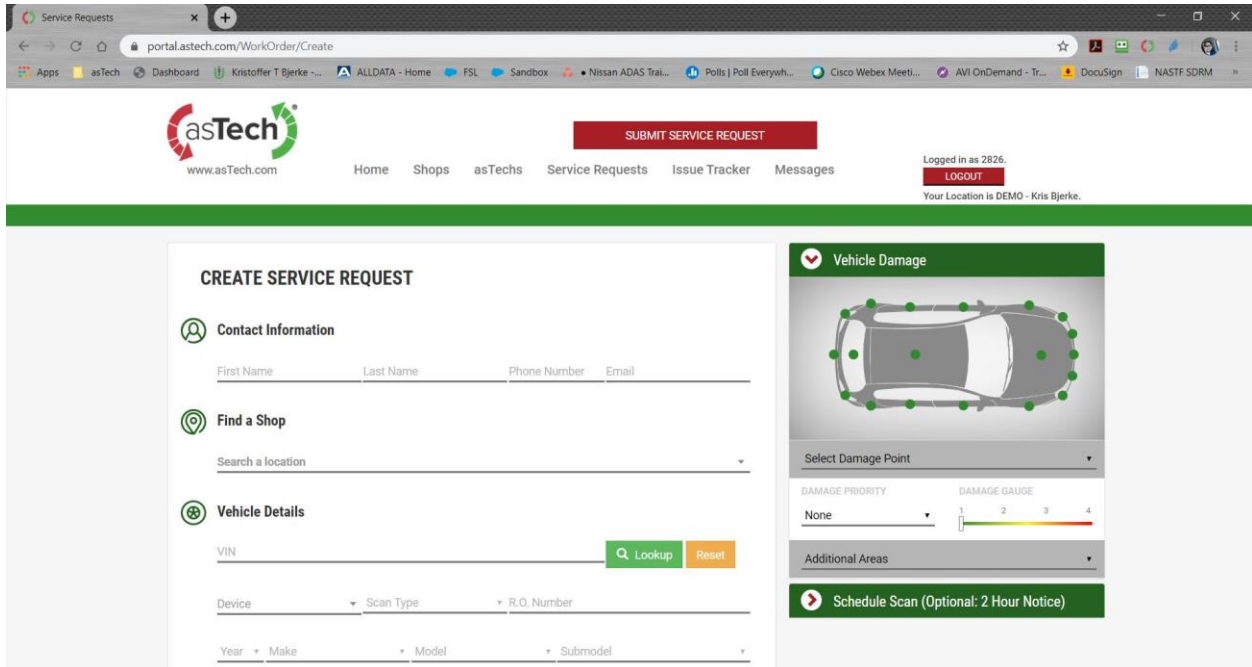 Service Requests
portal.astech.com/WorkOrder/Create
Apps asTech Dashboard Kristoffer T Bjerke -... ALLDATA - Home FSL Sandbox • Nissan ADAS Trai... Polls | Poll Everywh... Cisco Webex Meeti... AVI OnDemand - Tr... DocuSign NASTF SDRM »
asTech
www.asTech.com
SUBMIT SERVICE REQUEST
Home Shops asTechs Service Requests Issue Tracker Messages
Logged in as 2826.
LOGOUT
Your Location is DEMO - Kris Bjerke.
CREATE SERVICE REQUEST
Contact Information
First Name Last Name Phone Number Email
Find a Shop
Search a location
Vehicle Details
VIN Lookup Reset
Device Scan Type R.O. Number
Year Make Model Submodel
Vehicle Damage
Select Damage Point
DAMAGE PRIORITY DAMAGE GAUGE
None 1 2 3 4
Additional Areas
Schedule Scan (Optional: 2 Hour Notice)